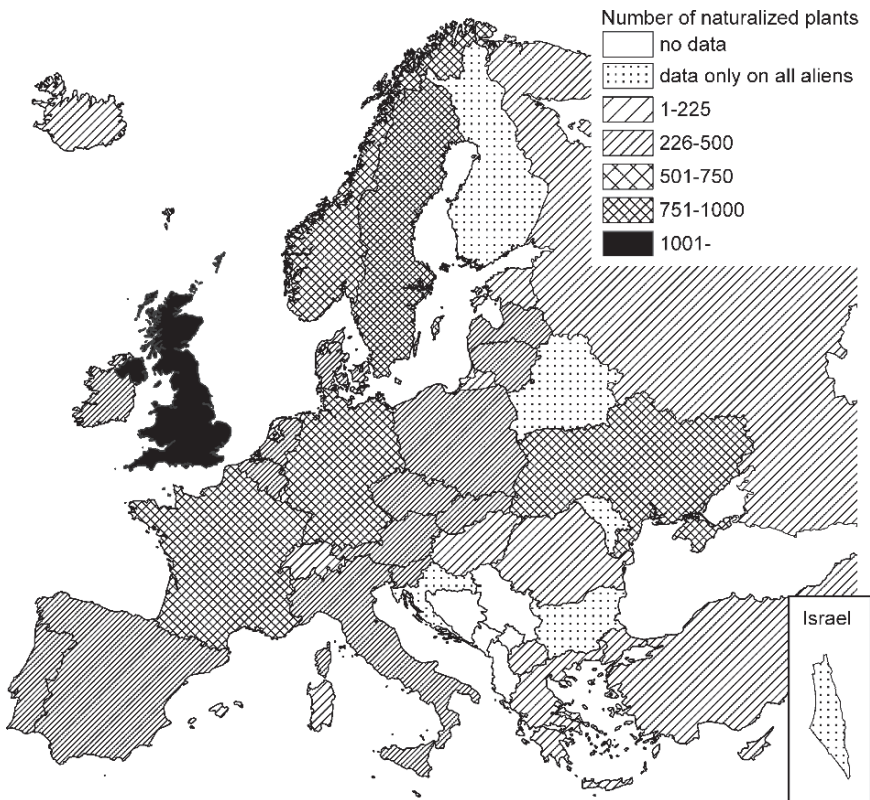 Number of naturalized plants
no data
data only on all aliens
1-225
226-500
501-750
751-1000
1001-
Israel